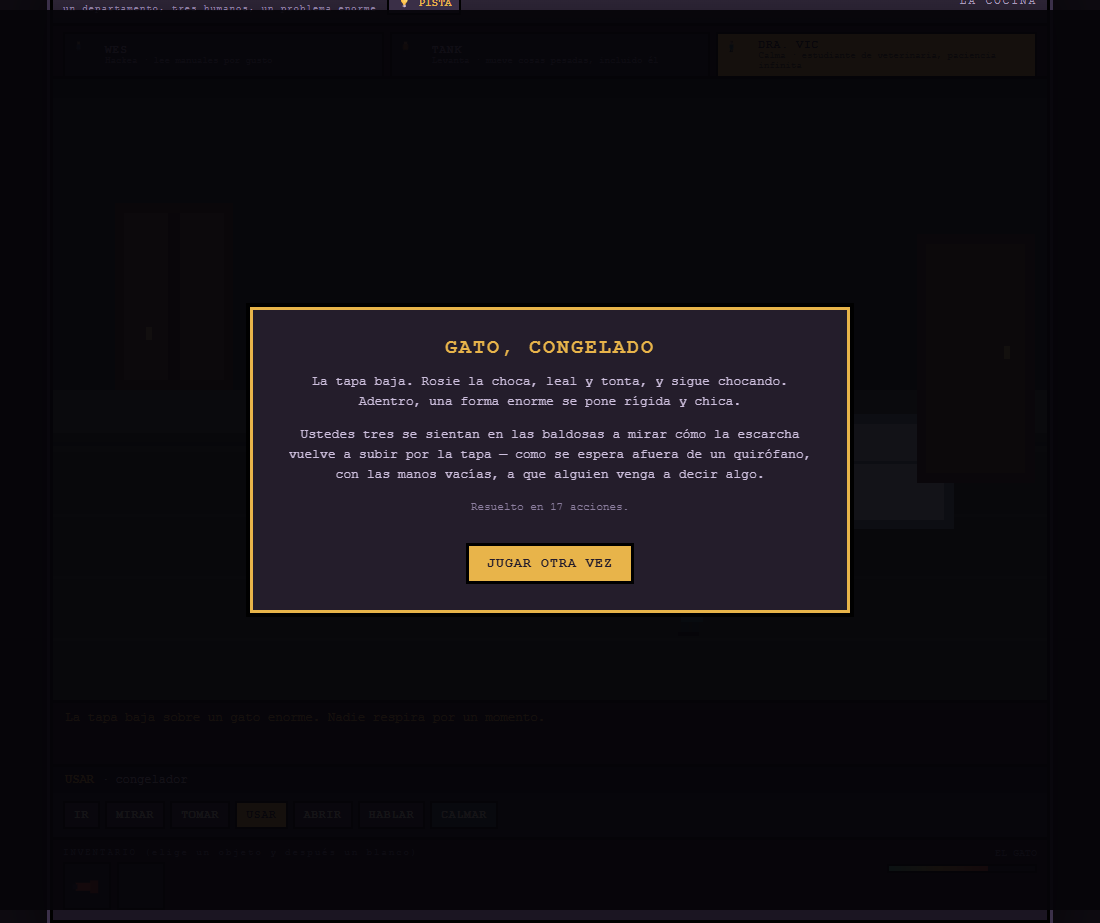 un departamento, tres humanos, un problema enorme
PISTA
LA COCINA
WES
TANK
DRA. VIC
GATO, CONGELADO
La tapa baja. Rosie la choca, leal y tonta, y sigue chocando.
Adentro, una forma enorme se pone rígida y chica.
Ustedes tres se sientan en las baldosas a mirar cómo la escarcha
vuelve a subir por la tapa — como se espera afuera de un quirófano,
con las manos vacías, a que alguien venga a decir algo.
Resuelto en 17 acciones.
JUGAR OTRA VEZ
La tapa baja sobre un gato enorme. Nadie respira por un momento.
USAR congelador
IR MIRAR TOMAR USAR ABRIR HABLAR CALMAR